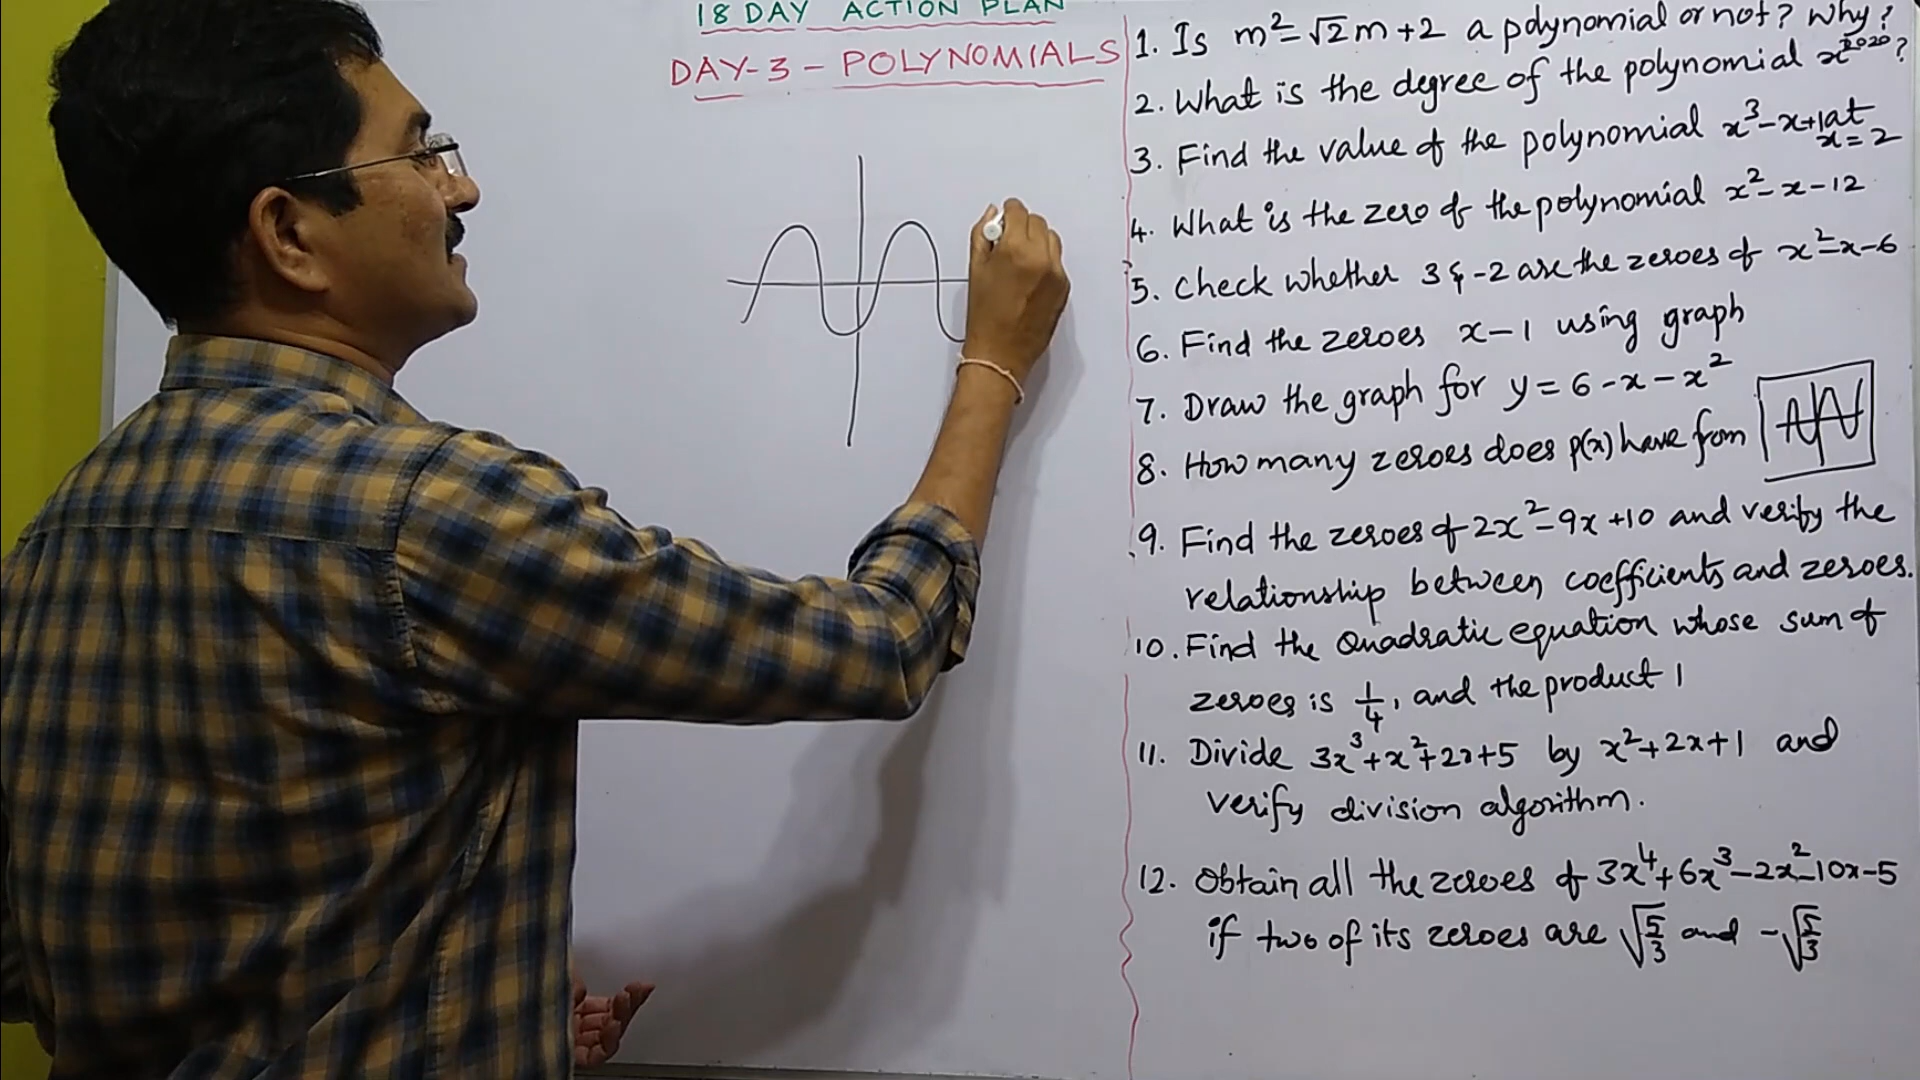 18 DAY ACTION PLAN
DAY-3 - POLYNOMIALS
1. Is m²-√2m+2 a polynomial or not? Why?
2. What is the degree of the polynomial x²⁰²⁰?
3. Find the value of the polynomial x³-x+1 at x=2
4. What is the zero of the polynomial x²-x-12
5. Check whether 3 & -2 are the zeroes of x²-x-6
6. Find the zeroes x-1 using graph
7. Draw the graph for y=6-x-x²
8. How many zeroes does p(x) have from
9. Find the zeroes of 2x²-9x+10 and verify the
relationship between coefficients and zeroes.
10. Find the Quadratic equation whose sum of
zeroes is 1/4, and the product 1
11. Divide 3x³+x²+2x+5 by x²+2x+1 and
verify division algorithm.
12. Obtain all the zeroes of 3x⁴+6x³-2x²-10x-5
if two of its zeroes are √5/3 and -√5/3